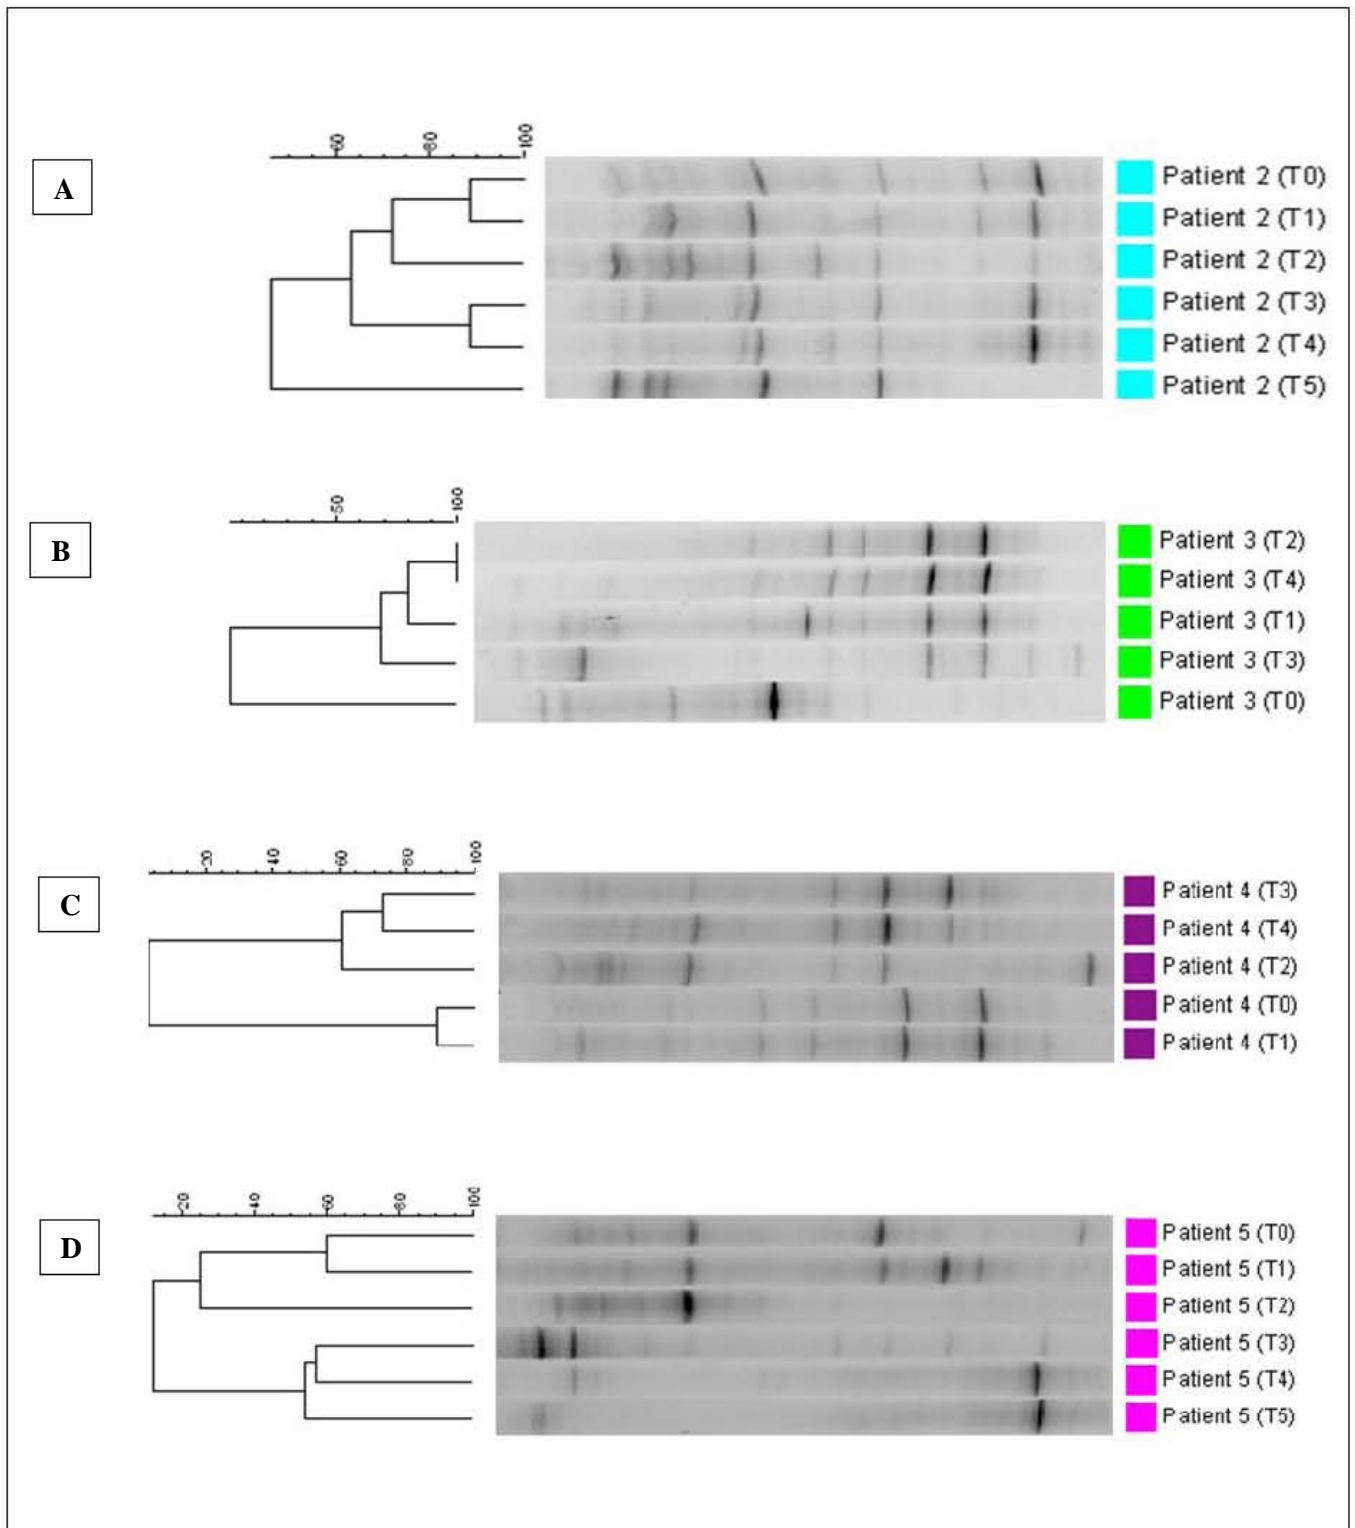 60 80 100
A
Patient 2 (T0)
Patient 2 (T1)
Patient 2 (T2)
Patient 2 (T3)
Patient 2 (T4)
Patient 2 (T5)
50 100
B
Patient 3 (T2)
Patient 3 (T4)
Patient 3 (T1)
Patient 3 (T3)
Patient 3 (T0)
20 40 60 80 100
C
Patient 4 (T3)
Patient 4 (T4)
Patient 4 (T2)
Patient 4 (T0)
Patient 4 (T1)
20 40 60 80 100
D
Patient 5 (T0)
Patient 5 (T1)
Patient 5 (T2)
Patient 5 (T3)
Patient 5 (T4)
Patient 5 (T5)